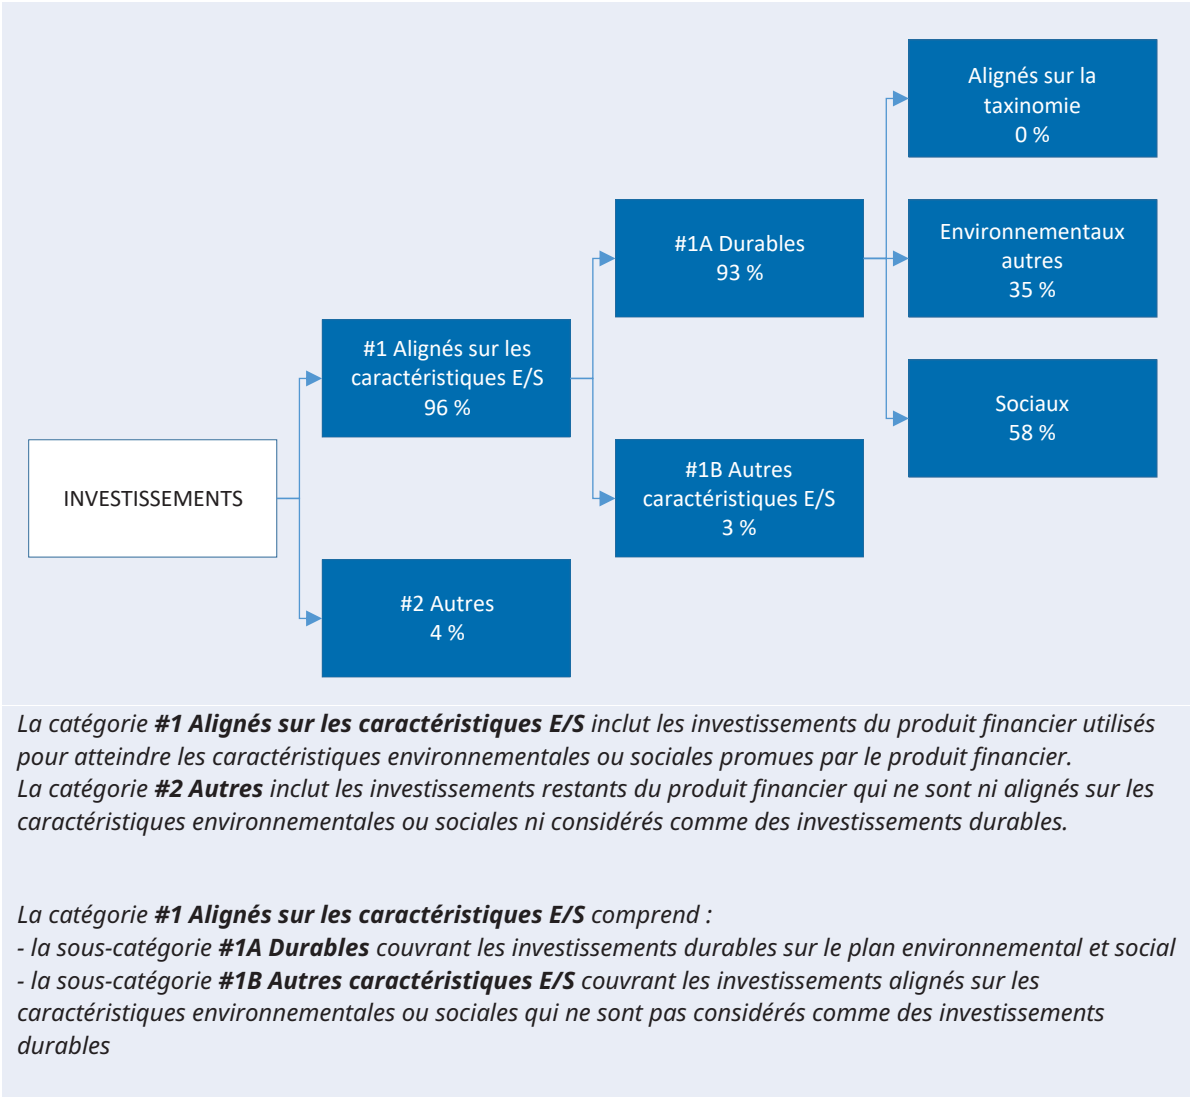 Alignés sur la
taxinomie
0 %
#1A Durables
93 %
Environnementaux
autres
35 %
#1 Alignés sur les
caractéristiques E/S
96 %
Sociaux
58 %
INVESTISSEMENTS
#1B Autres
caractéristiques E/S
3 %
#2 Autres
4 %
La catégorie #1 Alignés sur les caractéristiques E/S inclut les investissements du produit financier utilisés
pour atteindre les caractéristiques environnementales ou sociales promues par le produit financier.
La catégorie #2 Autres inclut les investissements restants du produit financier qui ne sont ni alignés sur les
caractéristiques environnementales ou sociales ni considérés comme des investissements durables.
La catégorie #1 Alignés sur les caractéristiques E/S comprend :
- la sous-catégorie #1A Durables couvrant les investissements durables sur le plan environnemental et social
- la sous-catégorie #1B Autres caractéristiques E/S couvrant les investissements alignés sur les
caractéristiques environnementales ou sociales qui ne sont pas considérés comme des investissements
durables